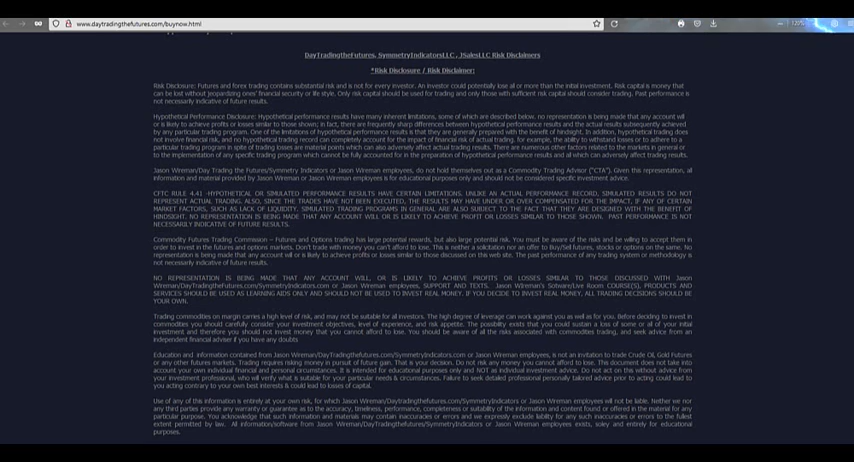 www.daytradingthefutures.com/buynow.html
120%
DayTradingtheFutures, SymmetryIndicatorsLLC, JSalesLLC Risk Disclaimers
*Risk Disclosure / Risk Disclaimer:
Risk Disclosure: Futures and forex trading contains substantial risk and is not for every investor. An investor could potentially lose all or more than the initial investment. Risk capital is money that
can be lost without jeopardizing ones' financial security or life style. Only risk capital should be used for trading and only those with sufficient risk capital should consider trading. Past performance is
not necessarily indicative of future results.
Hypothetical Performance Disclosure: Hypothetical performance results have many inherent limitations, some of which are described below. no representation is being made that any account will
or is likely to achieve profits or losses similar to those shown; in fact, there are frequently sharp differences between hypothetical performance results and the actual results subsequently achieved
by any particular trading program. One of the limitations of hypothetical performance results is that they are generally prepared with the benefit of hindsight. In addition, hypothetical trading does
not involve financial risk, and no hypothetical trading record can completely account for the impact of financial risk of actual trading. for example, the ability to withstand losses or to adhere to a
particular trading program in spite of trading losses are material points which can also adversely affect actual trading results. There are numerous other factors related to the markets in general or
to the implementation of any specific trading program which cannot be fully accounted for in the preparation of hypothetical performance results and all which can adversely affect trading results.
Jason Wireman/Day Trading the Futures/Symmetry Indicators or Jason Wireman employees, do not hold themselves out as a Commodity Trading Advisor ("CTA"). Given this representation, all
information and material provided by Jason Wireman or Jason Wireman employees is for educational purposes only and should not be considered specific investment advice.
CFTC RULE 4.41 -HYPOTHETICAL OR SIMULATED PERFORMANCE RESULTS HAVE CERTAIN LIMITATIONS. UNLIKE AN ACTUAL PERFORMANCE RECORD, SIMULATED RESULTS DO NOT
REPRESENT ACTUAL TRADING. ALSO, SINCE THE TRADES HAVE NOT BEEN EXECUTED, THE RESULTS MAY HAVE UNDER OR OVER COMPENSATED FOR THE IMPACT, IF ANY OF CERTAIN
MARKET FACTORS, SUCH AS LACK OF LIQUIDITY. SIMULATED TRADING PROGRAMS IN GENERAL ARE ALSO SUBJECT TO THE FACT THAT THEY ARE DESIGNED WITH THE BENEFIT OF
HINDSIGHT. NO REPRESENTATION IS BEING MADE THAT ANY ACCOUNT WILL OR IS LIKELY TO ACHIEVE PROFIT OR LOSSES SIMILAR TO THOSE SHOWN. PAST PERFORMANCE IS NOT
NECESSARILY INDICATIVE OF FUTURE RESULTS.
Commodity Futures Trading Commission – Futures and Options trading has large potential rewards, but also large potential risk. You must be aware of the risks and be willing to accept them in
order to invest in the futures and options markets. Don't trade with money you can't afford to lose. This is neither a solicitation nor an offer to Buy/Sell futures, stocks or options on the same. No
representation is being made that any account will or is likely to achieve profits or losses similar to those discussed on this web site. The past performance of any trading system or methodology is
not necessarily indicative of future results.
NO REPRESENTATION IS BEING MADE THAT ANY ACCOUNT WILL, OR IS LIKELY TO ACHIEVE PROFITS OR LOSSES SIMILAR TO THOSE DISCUSSED WITH Jason
Wireman/DayTradingthefutures.com/SymmetryIndicators.com or Jason Wireman employees, SUPPORT AND TEXTS. Jason Wireman's Sotware/Live Room COURSE(S), PRODUCTS AND
SERVICES SHOULD BE USED AS LEARNING AIDS ONLY AND SHOULD NOT BE USED TO INVEST REAL MONEY. IF YOU DECIDE TO INVEST REAL MONEY, ALL TRADING DECISIONS SHOULD BE
YOUR OWN.
Trading commodities on margin carries a high level of risk, and may not be suitable for all investors. The high degree of leverage can work against you as well as for you. Before deciding to invest in
commodities you should carefully consider your investment objectives, level of experience, and risk appetite. The possibility exists that you could sustain a loss of some or all of your initial
investment and therefore you should not invest money that you cannot afford to lose. You should be aware of all the risks associated with commodities trading, and seek advice from an
independent financial adviser if you have any doubts
Education and information contained from Jason Wireman/DayTradingthefutures.com/SymmetryIndicators.com or Jason Wireman employees, is not an invitation to trade Crude Oil, Gold Futures
or any other futures markets. Trading requires risking money in pursuit of future gain. That is your decision. Do not risk any money you cannot afford to lose. This document does not take into
account your own individual financial and personal circumstances. It is intended for educational purposes only and NOT as individual investment advice. Do not act on this without advice from
your investment professional, who will verify what is suitable for your particular needs & circumstances. Failure to seek detailed professional personally tailored advice prior to acting could lead to
you acting contrary to your own best interests & could lead to losses of capital.
Use of any of this information is entirely at your own risk, for which Jason Wireman/Daytradingthefutures.com/SymmetryIndicators or Jason Wireman employees will not be liable. Neither we nor
any third parties provide any warranty or guarantee as to the accuracy, timeliness, performance, completeness or suitability of the information and content found or offered in the material for any
particular purpose. You acknowledge that such information and materials may contain inaccuracies or errors and we expressly exclude liability for any such inaccuracies or errors to the fullest
extent permitted by law. All information/software from Jason Wireman/DayTradingthefutures.com/SymmetryIndicators or Jason Wireman employees exists, soley and entirely for educational
purposes.